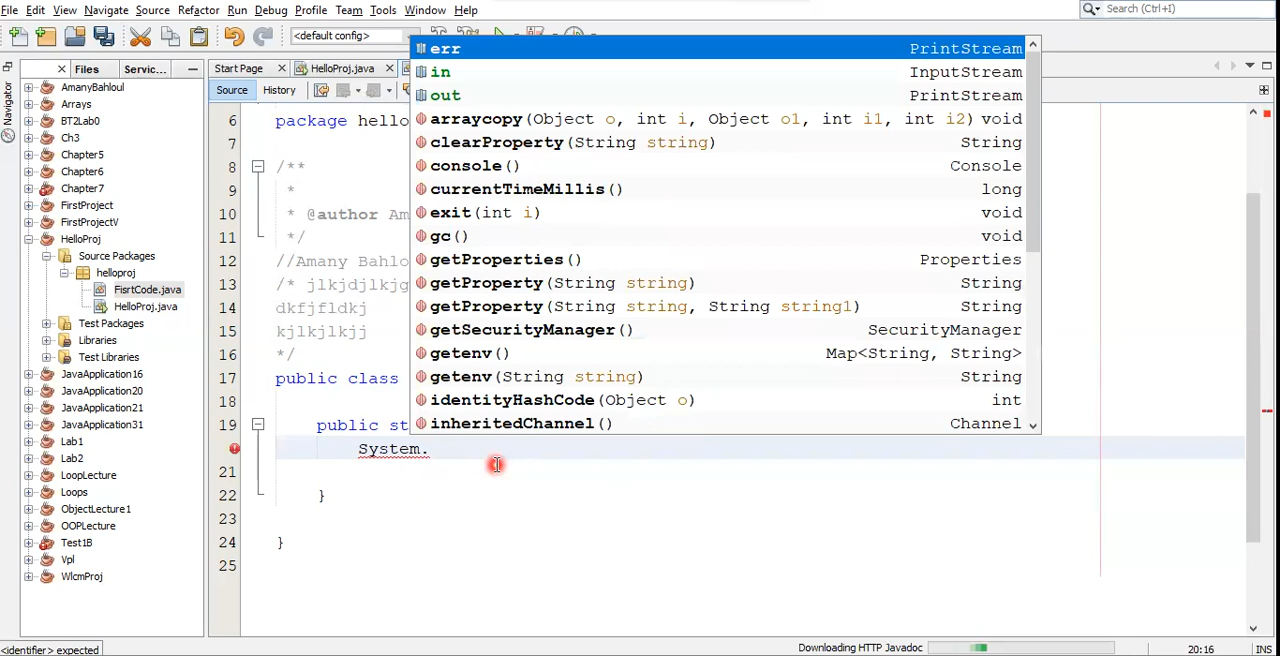 File Edit View Navigate Source Refactor Run Debug Profile Team Tools Window Help
Search (Ctrl+I)
<default config>
Files Servic...
Start Page HelloProj.java
Source History
Navigator
AmanyBahloul
Arrays
BT2Lab0
Ch3
Chapter5
Chapter6
Chapter7
FirstProject
FirstProjectV
HelloProj
Source Packages
helloproj
FisrtCode.java
HelloProj.java
Test Packages
Libraries
Test Libraries
JavaApplication16
JavaApplication20
JavaApplication21
JavaApplication31
Lab1
Lab2
LoopLecture
Loops
ObjectLecture1
OOPLecture
Test1B
Vpl
WlcmProj
6 package hello
7
8 /**
9 *
10 * @author Am
11 */
12 //Amany Bahlo
13 /* jlkjdjlkjg
14 dkfjfldkj
15 kjlkjlkjj
16 */
17 public class
18
19 public st
System.
21
22 }
23
24 }
25
err PrintStream
in InputStream
out PrintStream
arraycopy(Object o, int i, Object o1, int i1, int i2) void
clearProperty(String string) String
console() Console
currentTimeMillis() long
exit(int i) void
gc() void
getProperties() Properties
getProperty(String string) String
getProperty(String string, String string1) String
getSecurityManager() SecurityManager
getenv() Map<String, String>
getenv(String string) String
identityHashCode(Object o) int
inheritedChannel() Channel
<identifier> expected
Downloading HTTP Javadoc
20:16
INS